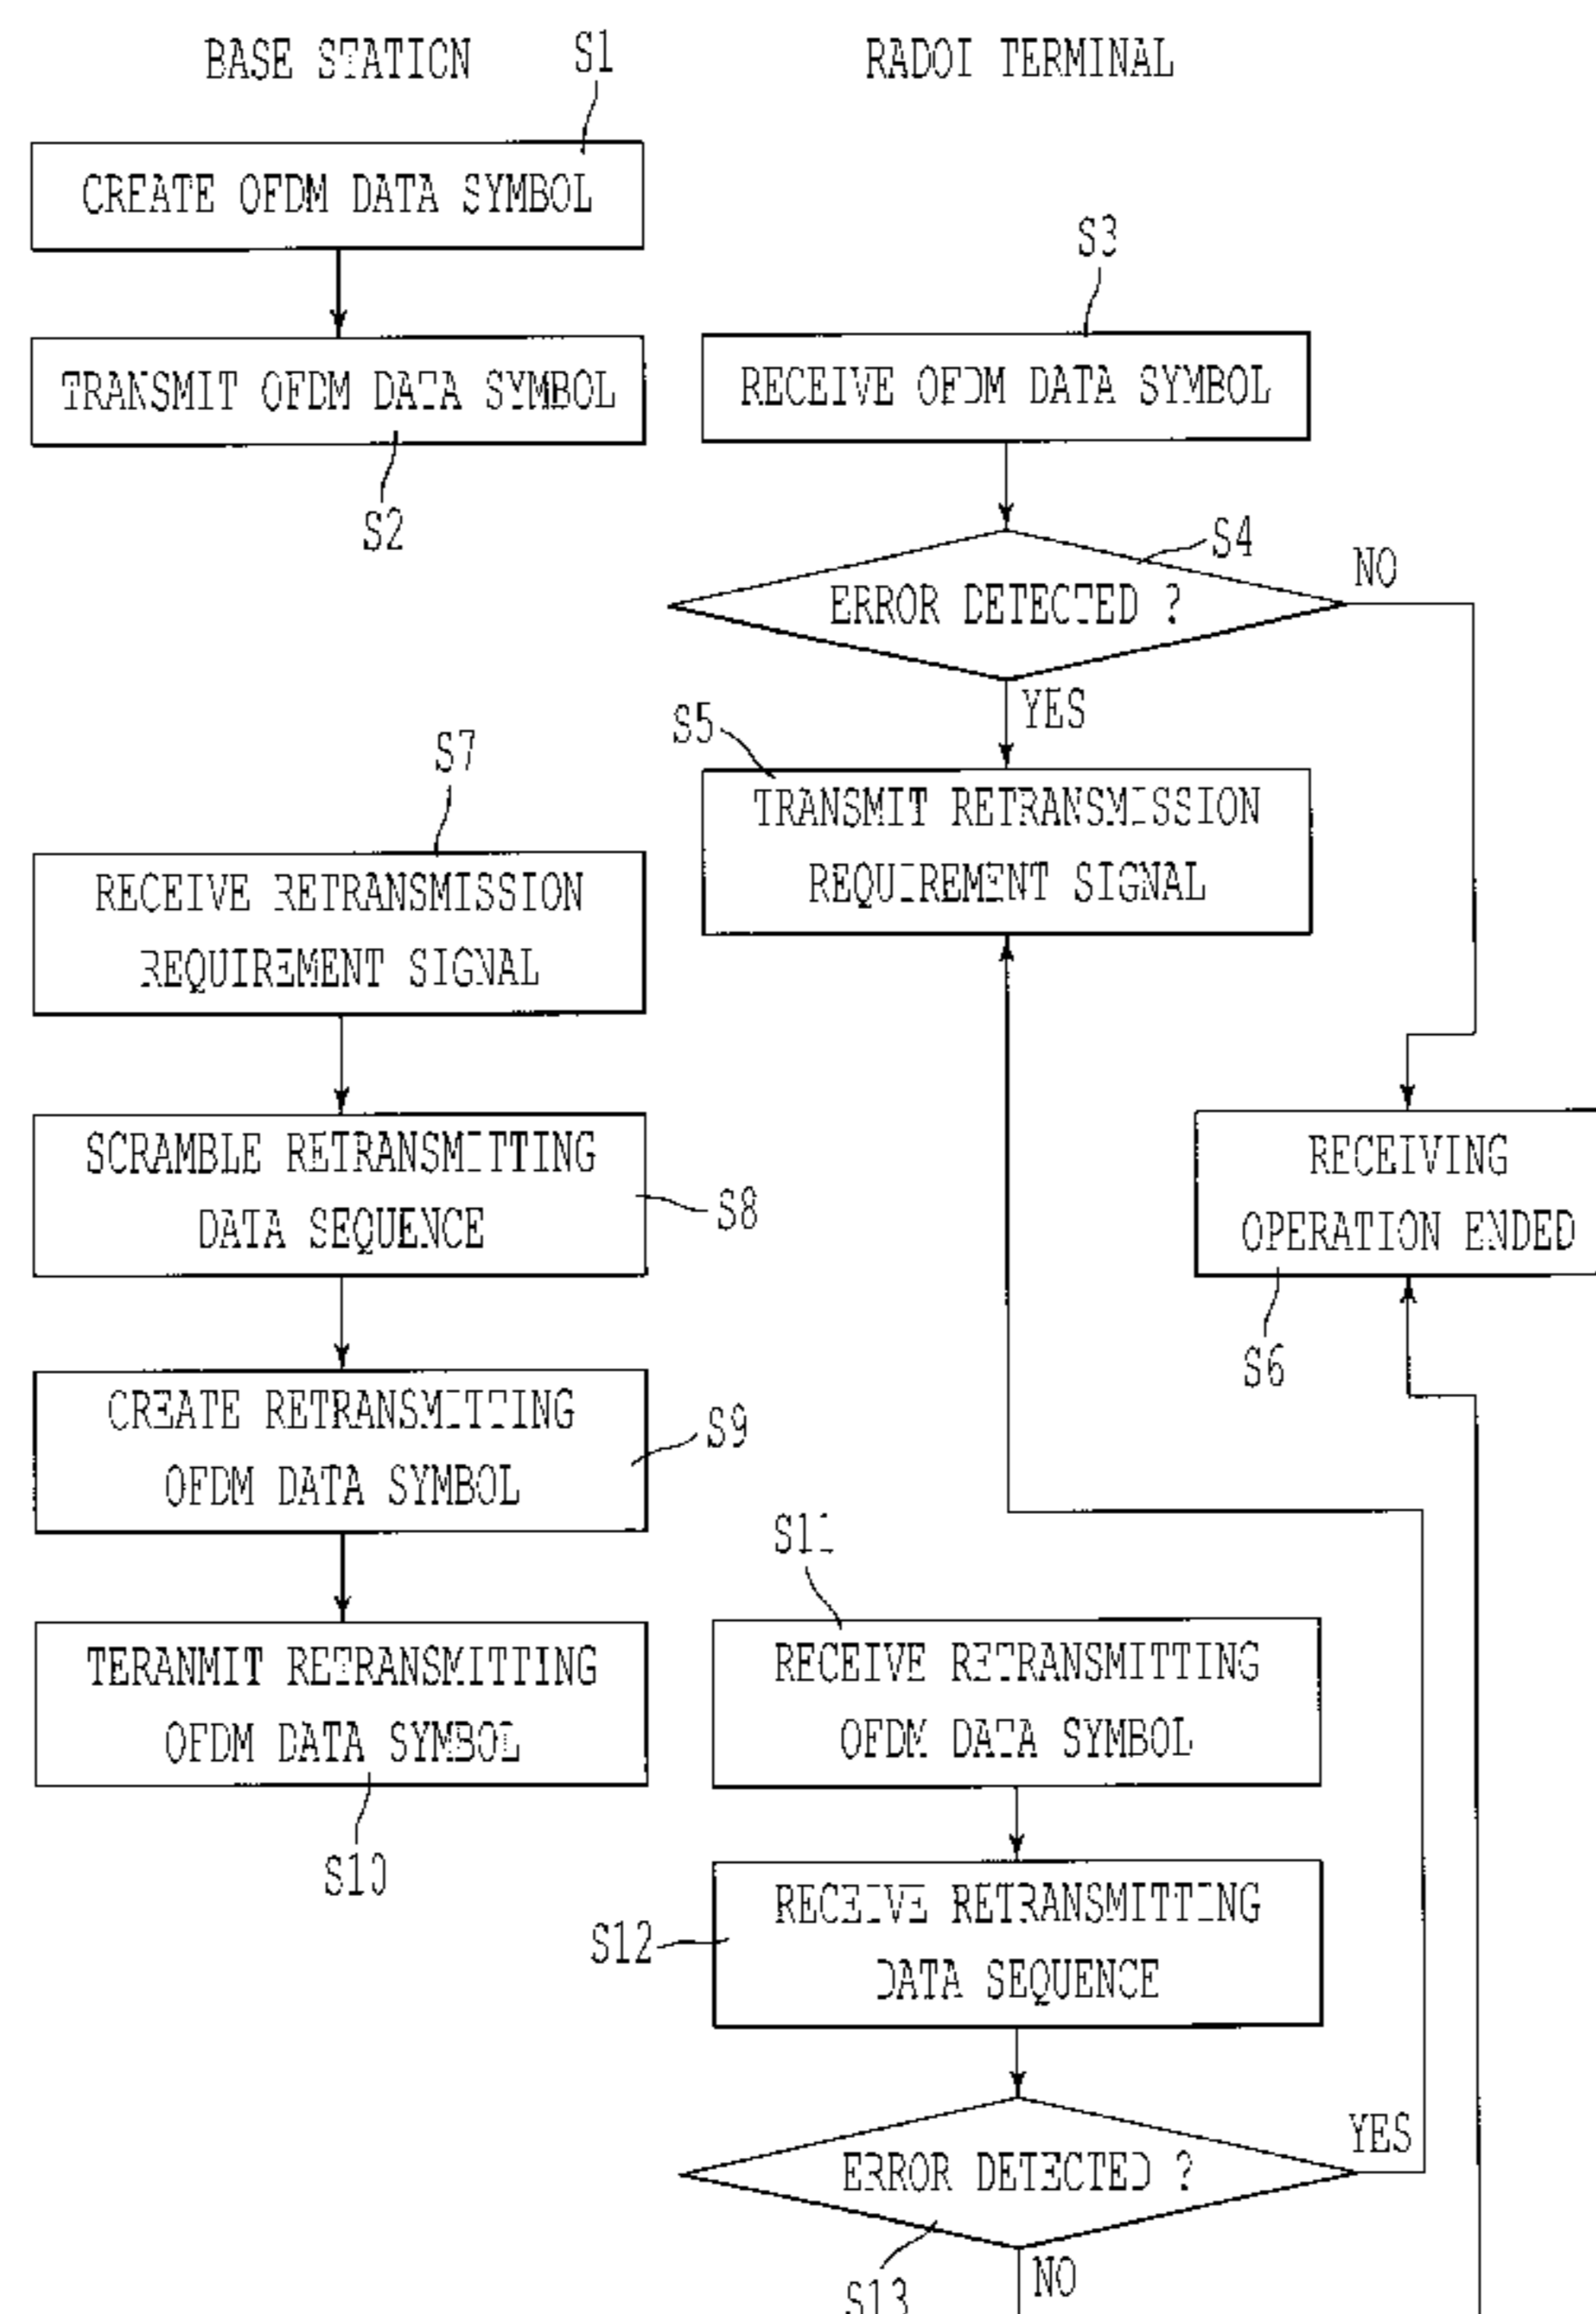 BASE STATION
S1
RADOI TERMINAL
CREATE OFDM DATA SYMBOL
S3
TRANSMIT OFDM DATA SYMBOL
S2
RECEIVE OFDM DATA SYMBOL
S4
NO
ERROR DETECTED ?
YES
S5
TRANSMIT RETRANSMISSION
REQUIREMENT SIGNAL
S7
RECEIVE RETRANSMISSION
REQUIREMENT SIGNAL
SCRAMBLE RETRANSMITTING
DATA SEQUENCE
S8
RECEIVING
OPERATION ENDED
S6
CREATE RETRANSMITTING
OFDM DATA SYMBOL
S9
S11
TERANMIT RETRANSMITTING
OFDM DATA SYMBOL
S10
RECEIVE RETRANSMITTING
OFDM DATA SYMBOL
S12
RECEIVE RETRANSMITTING
DATA SEQUENCE
YES
ERROR DETECTED ?
S13
NO